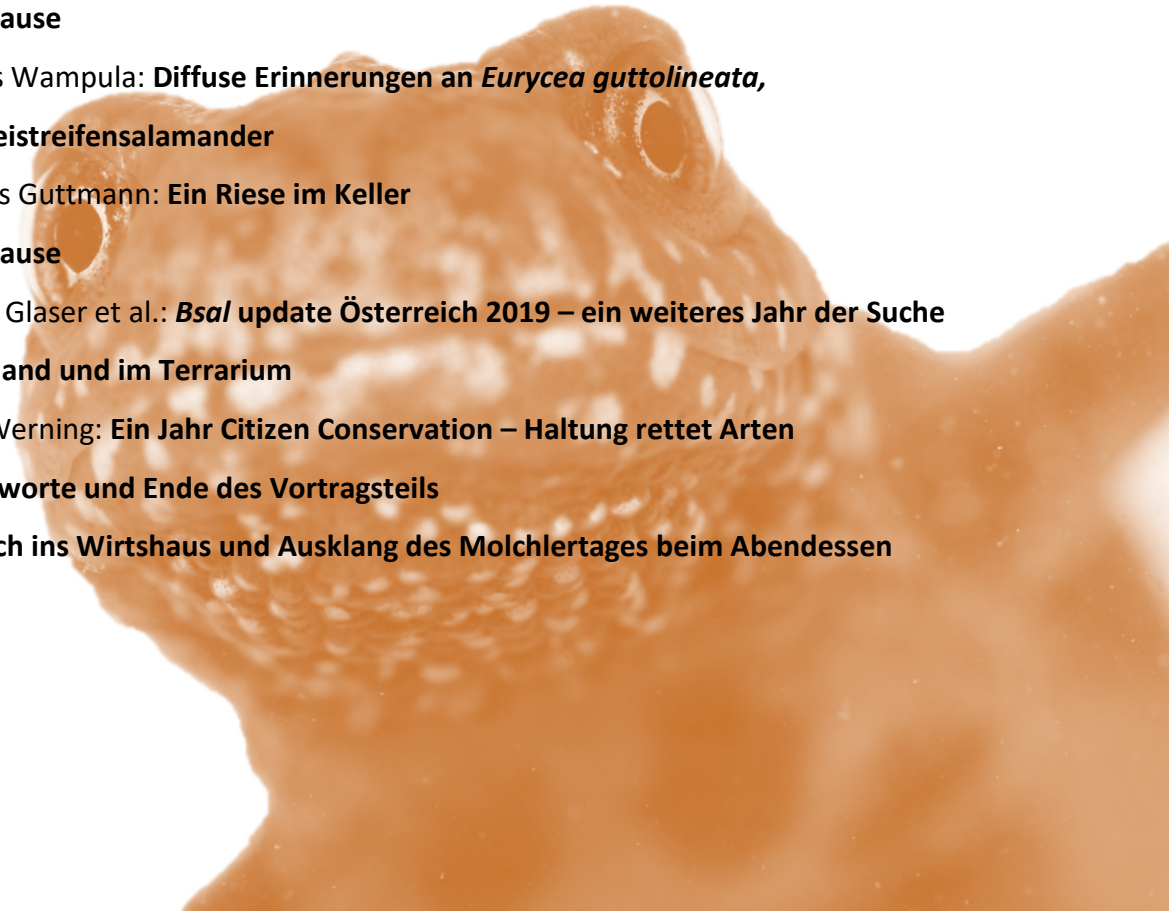 ause
s Wampula: Diffuse Erinnerungen an Eurycea guttolineata,
eistreifensalamander
s Guttmann: Ein Riese im Keller
ause
Glaser et al.: Bsal update Österreich 2019 – ein weiteres Jahr der Suche
and und im Terrarium
Verning: Ein Jahr Citizen Conservation – Haltung rettet Arten
worte und Ende des Vortragsteils
ch ins Wirtshaus und Ausklang des Molchlertages beim Abendessen